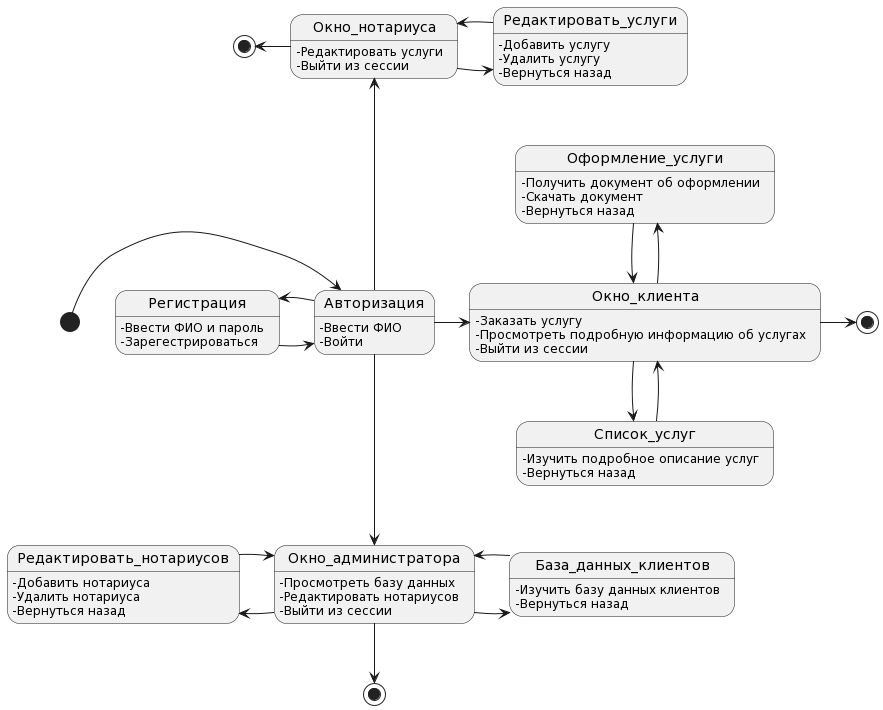 Окно_нотариуса
-Редактировать услуги
-Выйти из сессии
Редактировать_услуги
-Добавить услугу
-Удалить услугу
-Вернуться назад
Оформление_услуги
-Получить документ об оформлении
-Скачать документ
-Вернуться назад
Регистрация
-Ввести ФИО и пароль
-Зарегестрироваться
Авторизация
-Ввести ФИО
-Войти
Окно_клиента
-Заказать услугу
-Просмотреть подробную информацию об услугах
-Выйти из сессии
Список_услуг
-Изучить подробное описание услуг
-Вернуться назад
Редактировать_нотариусов
-Добавить нотариуса
-Удалить нотариуса
-Вернуться назад
Окно_администратора
-Просмотреть базу данных
-Редактировать нотариусов
-Выйти из сессии
База_данных_клиентов
-Изучить базу данных клиентов
-Вернуться назад